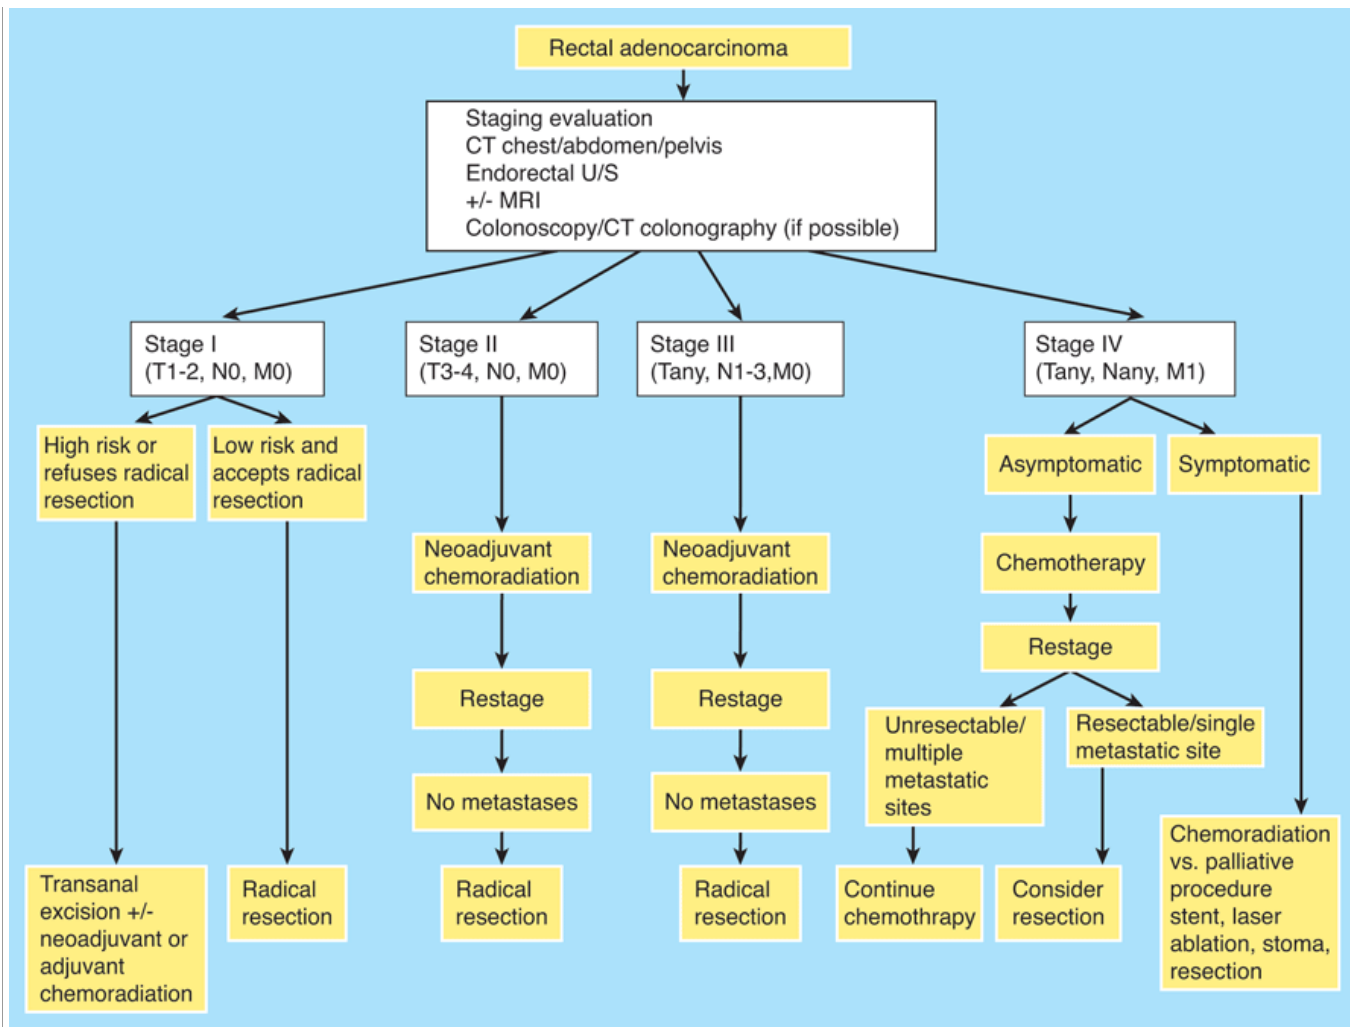 Rectal adenocarcinoma
Staging evaluation
CT chest/abdomen/pelvis
Endorectal U/S
+/- MRI
Colonoscopy/CT colonography (if possible)
Stage I
(T1-2, N0, M0)
Stage II
(T3-4, N0, M0)
Stage III
(Tany, N1-3,M0)
Stage IV
(Tany, Nany, M1)
High risk or
refuses radical
resection
Low risk and
accepts radical
resection
Asymptomatic
Symptomatic
Neoadjuvant
chemoradiation
Neoadjuvant
chemoradiation
Chemotherapy
Restage
Restage
Restage
Unresectable/
multiple
metastatic
sites
Resectable/single
metastatic site
No metastases
No metastases
Transanal
excision +/-
neoadjuvant or
adjuvant
chemoradiation
Radical
resection
Radical
resection
Radical
resection
Continue
chemothrapy
Consider
resection
Chemoradiation
vs. palliative
procedure
stent, laser
ablation, stoma,
resection